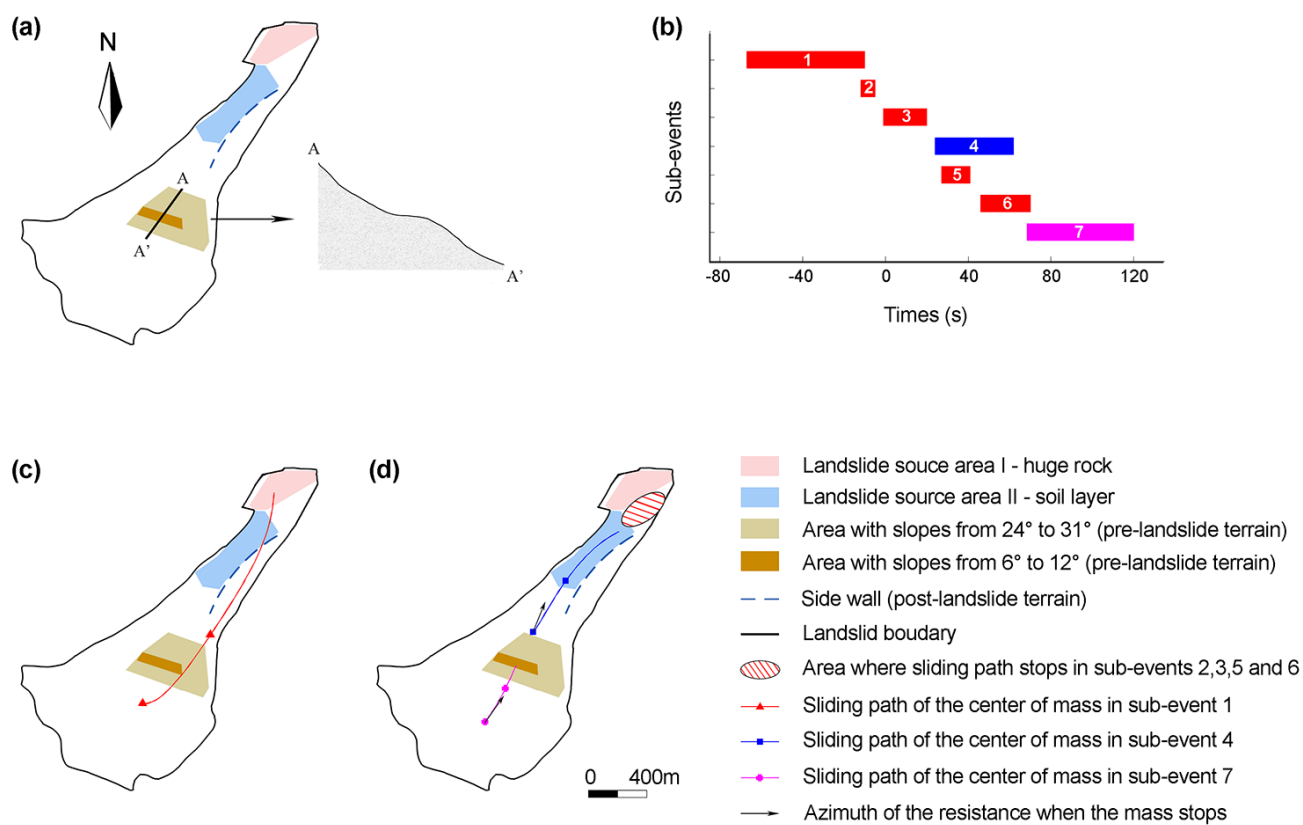 (a)
N
A
A'
A
A'
(b)
Sub-events
1
2
3
4
5
6
7
-80
-40
0
40
80
120
Times (s)
(c)
(d)
0
400m
Landslide souce area I - huge rock
Landslide source area II - soil layer
Area with slopes from 24° to 31° (pre-landslide terrain)
Area with slopes from 6° to 12° (pre-landslide terrain)
Side wall (post-landslide terrain)
Landslid boudary
Area where sliding path stops in sub-events 2,3,5 and 6
Sliding path of the center of mass in sub-event 1
Sliding path of the center of mass in sub-event 4
Sliding path of the center of mass in sub-event 7
Azimuth of the resistance when the mass stops